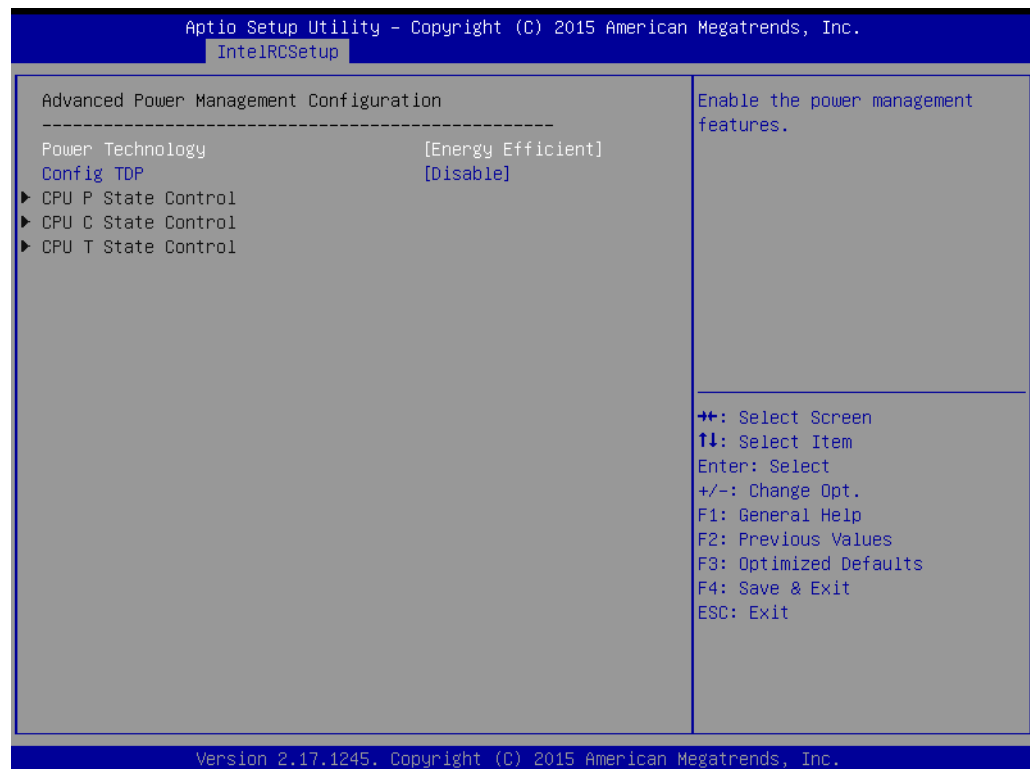 Aptio Setup Utility – Copyright (C) 2015 American Megatrends, Inc.
IntelRCSetup
Advanced Power Management Configuration
--------------------------------------------------
Power Technology [Energy Efficient]
Config TDP [Disable]
▶ CPU P State Control
▶ CPU C State Control
▶ CPU T State Control
Enable the power management
features.
→←: Select Screen
↑↓: Select Item
Enter: Select
+/-: Change Opt.
F1: General Help
F2: Previous Values
F3: Optimized Defaults
F4: Save & Exit
ESC: Exit
Version 2.17.1245. Copyright (C) 2015 American Megatrends, Inc.